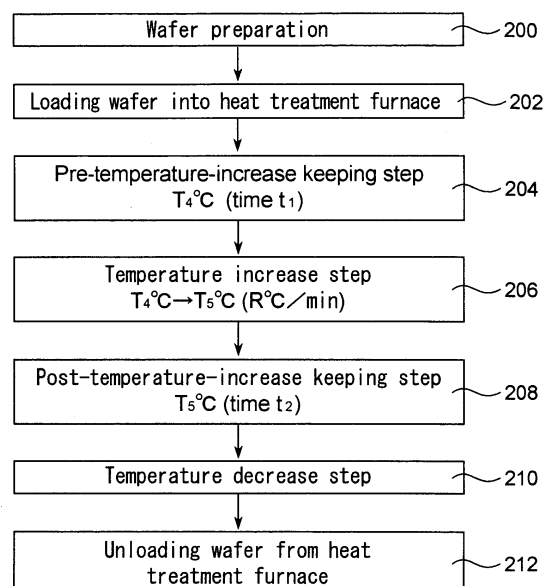 Wafer preparation
200
Loading wafer into heat treatment furnace
202
Pre-temperature-increase keeping step
T₄℃ (time t₁)
204
Temperature increase step
T₄℃→T₅℃ (R℃/min)
206
Post-temperature-increase keeping step
T₅℃ (time t₂)
208
Temperature decrease step
210
Unloading wafer from heat
treatment furnace
212